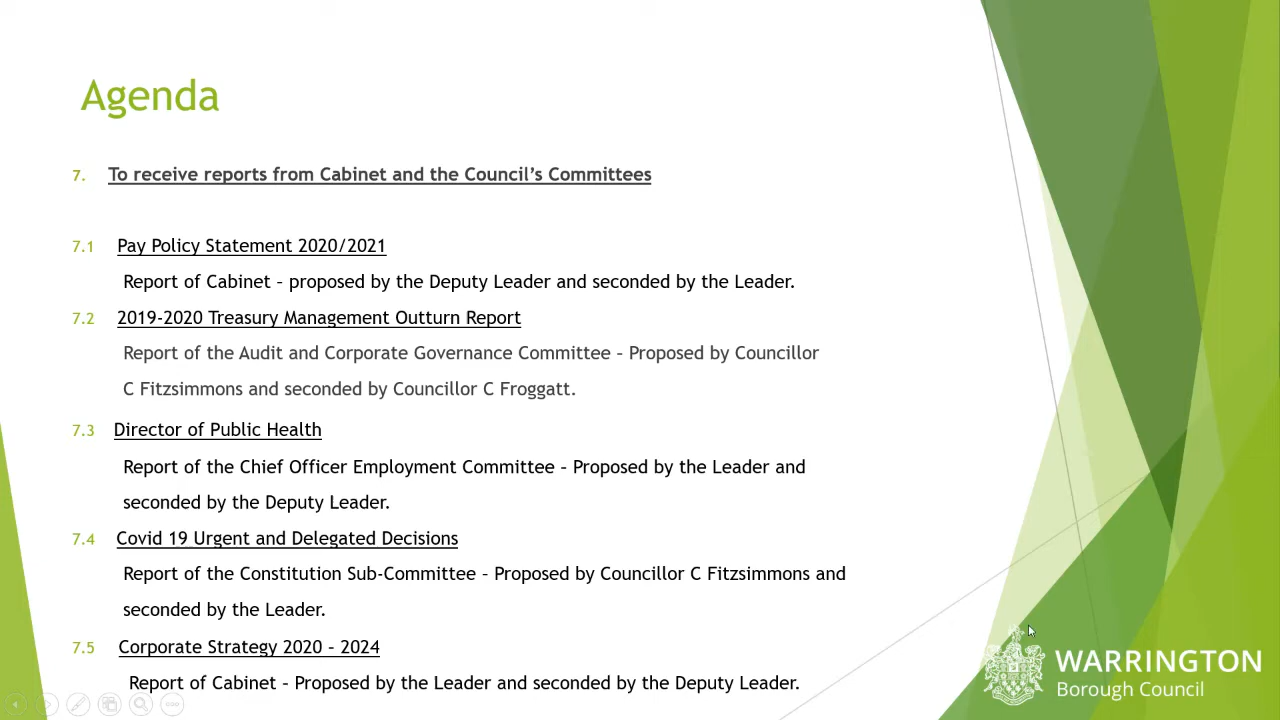 Agenda
7. To receive reports from Cabinet and the Council’s Committees
7.1 Pay Policy Statement 2020/2021
Report of Cabinet – proposed by the Deputy Leader and seconded by the Leader.
7.2 2019-2020 Treasury Management Outturn Report
Report of the Audit and Corporate Governance Committee – Proposed by Councillor
C Fitzsimmons and seconded by Councillor C Froggatt.
7.3 Director of Public Health
Report of the Chief Officer Employment Committee – Proposed by the Leader and
seconded by the Deputy Leader.
7.4 Covid 19 Urgent and Delegated Decisions
Report of the Constitution Sub-Committee – Proposed by Councillor C Fitzsimmons and
seconded by the Leader.
7.5 Corporate Strategy 2020 – 2024
Report of Cabinet – Proposed by the Leader and seconded by the Deputy Leader.
WARRINGTON
Borough Council